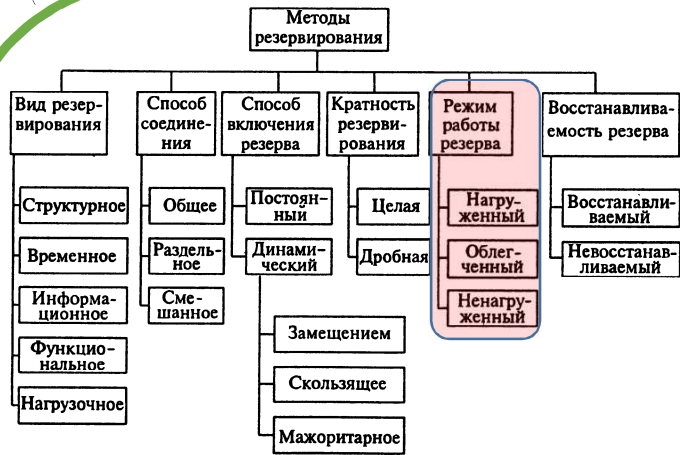 Методы
резервирования
Вид резер-
вирования
Структурное
Временное
Информа-
ционное
Функцио-
нальное
Нагрузочное
Способ
соедине-
ния
Общее
Раздель-
ное
Сме-
шанное
Способ
включения
резерва
Постоян-
ный
Динами-
ческий
Замещением
Скользящее
Мажоритарное
Кратность
резерви-
рования
Целая
Дробная
Режим
работы
резерва
Нагру-
женный
Облег-
ченный
Ненагру-
женный
Восстанавлива-
емость резерва
Восстанавли-
ваемый
Невосстанав-
ливаемый